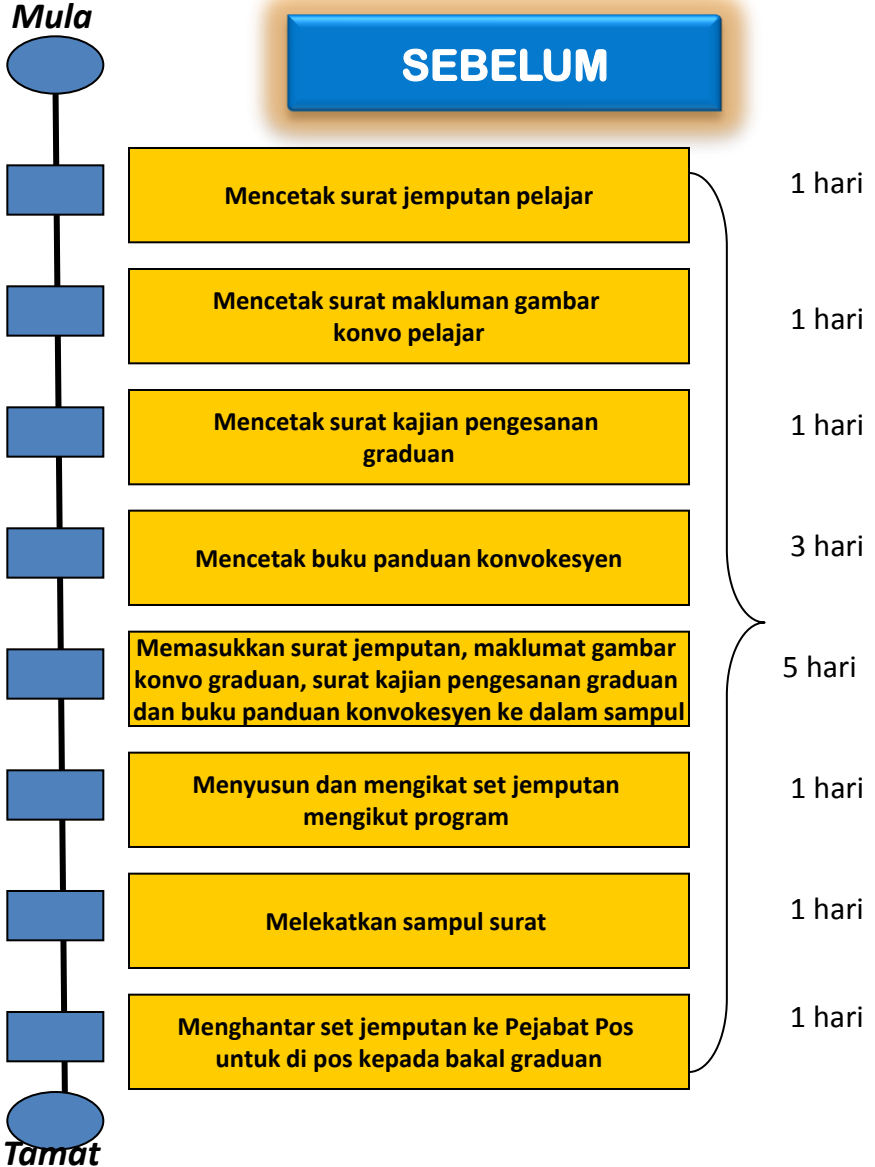 Mula
SEBELUM
Mencetak surat jemputan pelajar
1 hari
Mencetak surat makluman gambar
konvo pelajar
1 hari
Mencetak surat kajian pengesanan
graduan
1 hari
Mencetak buku panduan konvokesyen
3 hari
Memasukkan surat jemputan, maklumat gambar
konvo graduan, surat kajian pengesanan graduan
dan buku panduan konvokesyen ke dalam sampul
5 hari
Menyusun dan mengikat set jemputan
mengikut program
1 hari
Melekatkan sampul surat
1 hari
Menghantar set jemputan ke Pejabat Pos
untuk di pos kepada bakal graduan
1 hari
Tamat